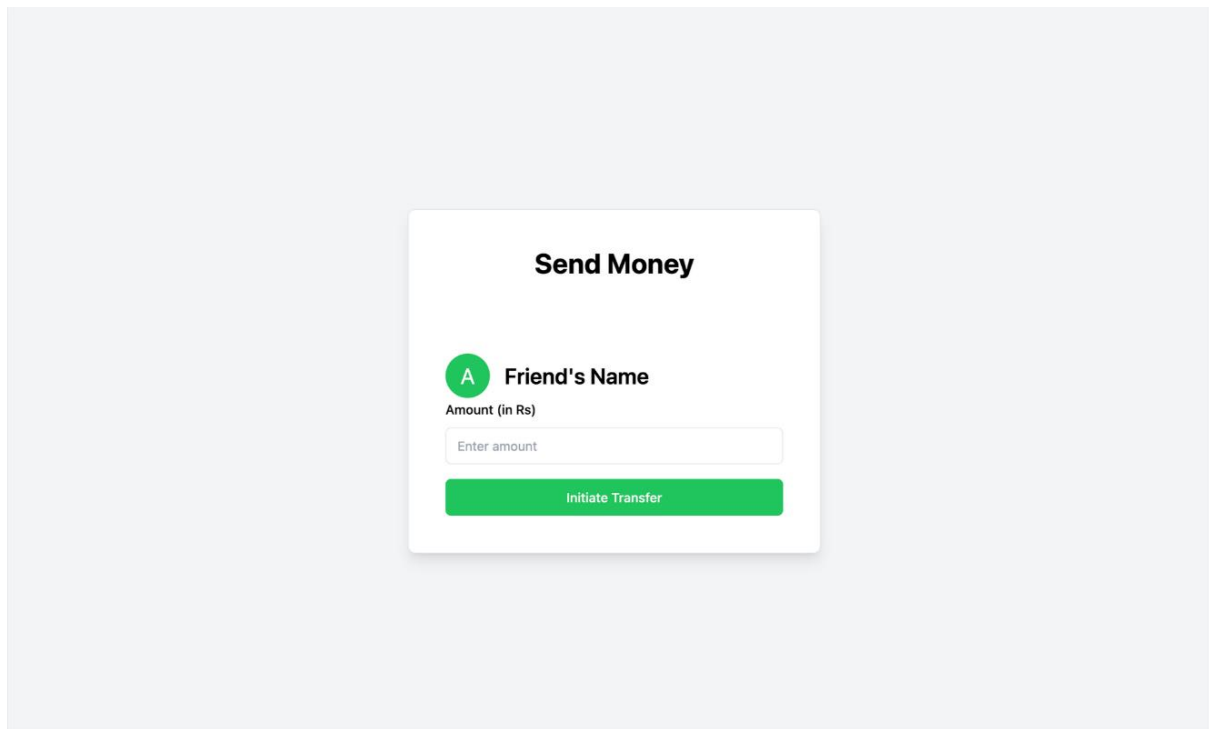 Send Money
A
Friend's Name
Amount (in Rs)
Enter amount
Initiate Transfer